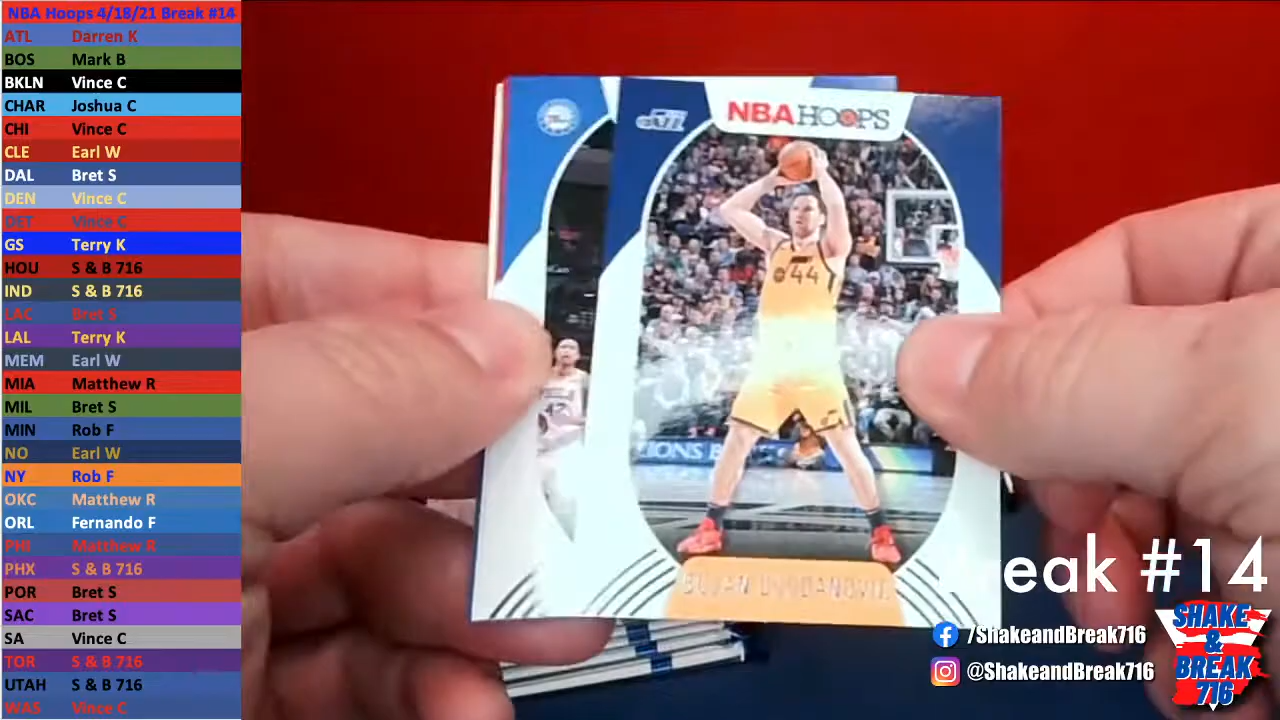 NBA Hoops 4/18/21 Break #14
ATL Darren K
BOS Mark B
BKLN Vince C
CHAR Joshua C
CHI Vince C
CLE Earl W
DAL Bret S
DEN Vince C
DET Vince C
GS Terry K
HOU S & B 716
IND S & B 716
LAC Bret S
LAL Terry K
MEM Earl W
MIA Matthew R
MIL Bret S
MIN Rob F
NO Earl W
NY Rob F
OKC Matthew R
ORL Fernando F
PHI Matthew R
PHX S & B 716
POR Bret S
SAC Bret S
SA Vince C
TOR S & B 716
UTAH S & B 716
WAS Vince C
NBA HOOPS
44
BOJAN BOGDANOVIC
Break #14
/ShakeandBreak716
@ShakeandBreak716
SHAKE
&
BREAK
716